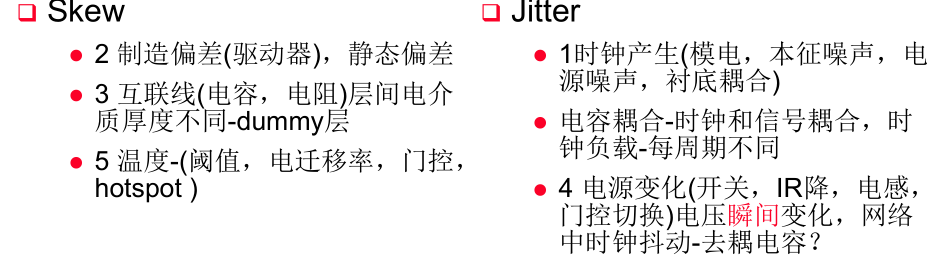 Skew
2 制造偏差(驱动器)，静态偏差
3 互联线(电容，电阻)层间电介
质厚度不同-dummy层
5 温度-(阈值，电迁移率，门控，
hotspot )
Jitter
1时钟产生(模电，本征噪声，电
源噪声，衬底耦合)
电容耦合-时钟和信号耦合，时
钟负载-每周期不同
4 电源变化(开关，IR降，电感，
门控切换)电压瞬间变化，网络
中时钟抖动-去耦电容？